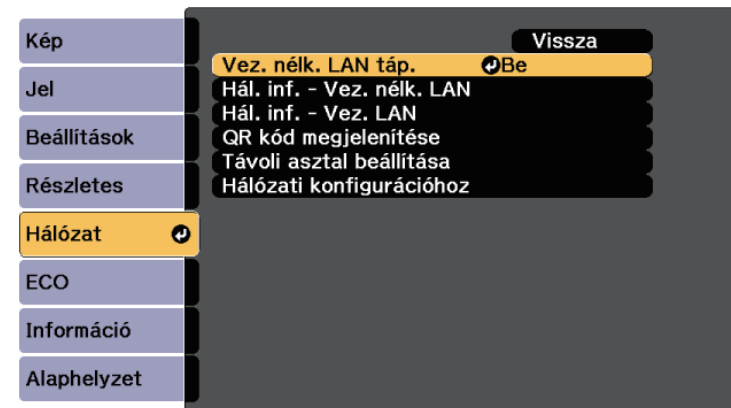 Kép
Jel
Beállítások
Részletes
Hálózat
ECO
Információ
Alaphelyzet
Vissza
Vez. nélk. LAN táp. Be
Hál. inf. - Vez. nélk. LAN
Hál. inf. - Vez. LAN
QR kód megjelenítése
Távoli asztal beállítása
Hálózati konfigurációhoz